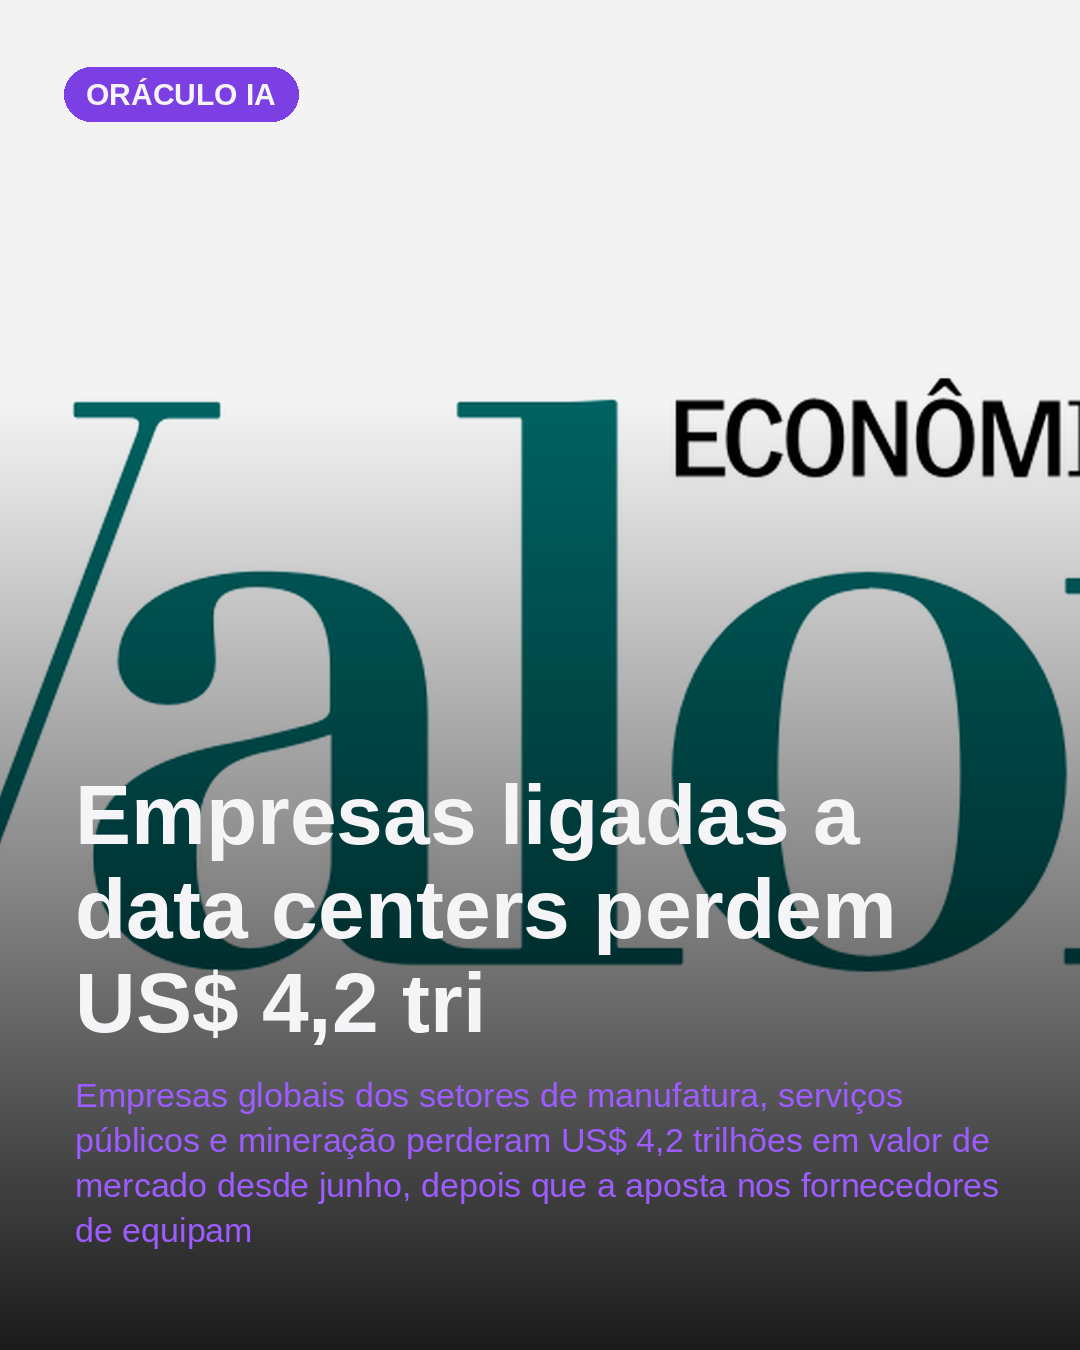 ORÁCULO IA
ECONÔMI
Valor
Empresas ligadas a
data centers perdem
US$ 4,2 tri
Empresas globais dos setores de manufatura, serviços
públicos e mineração perderam US$ 4,2 trilhões em valor de
mercado desde junho, depois que a aposta nos fornecedores
de equipam